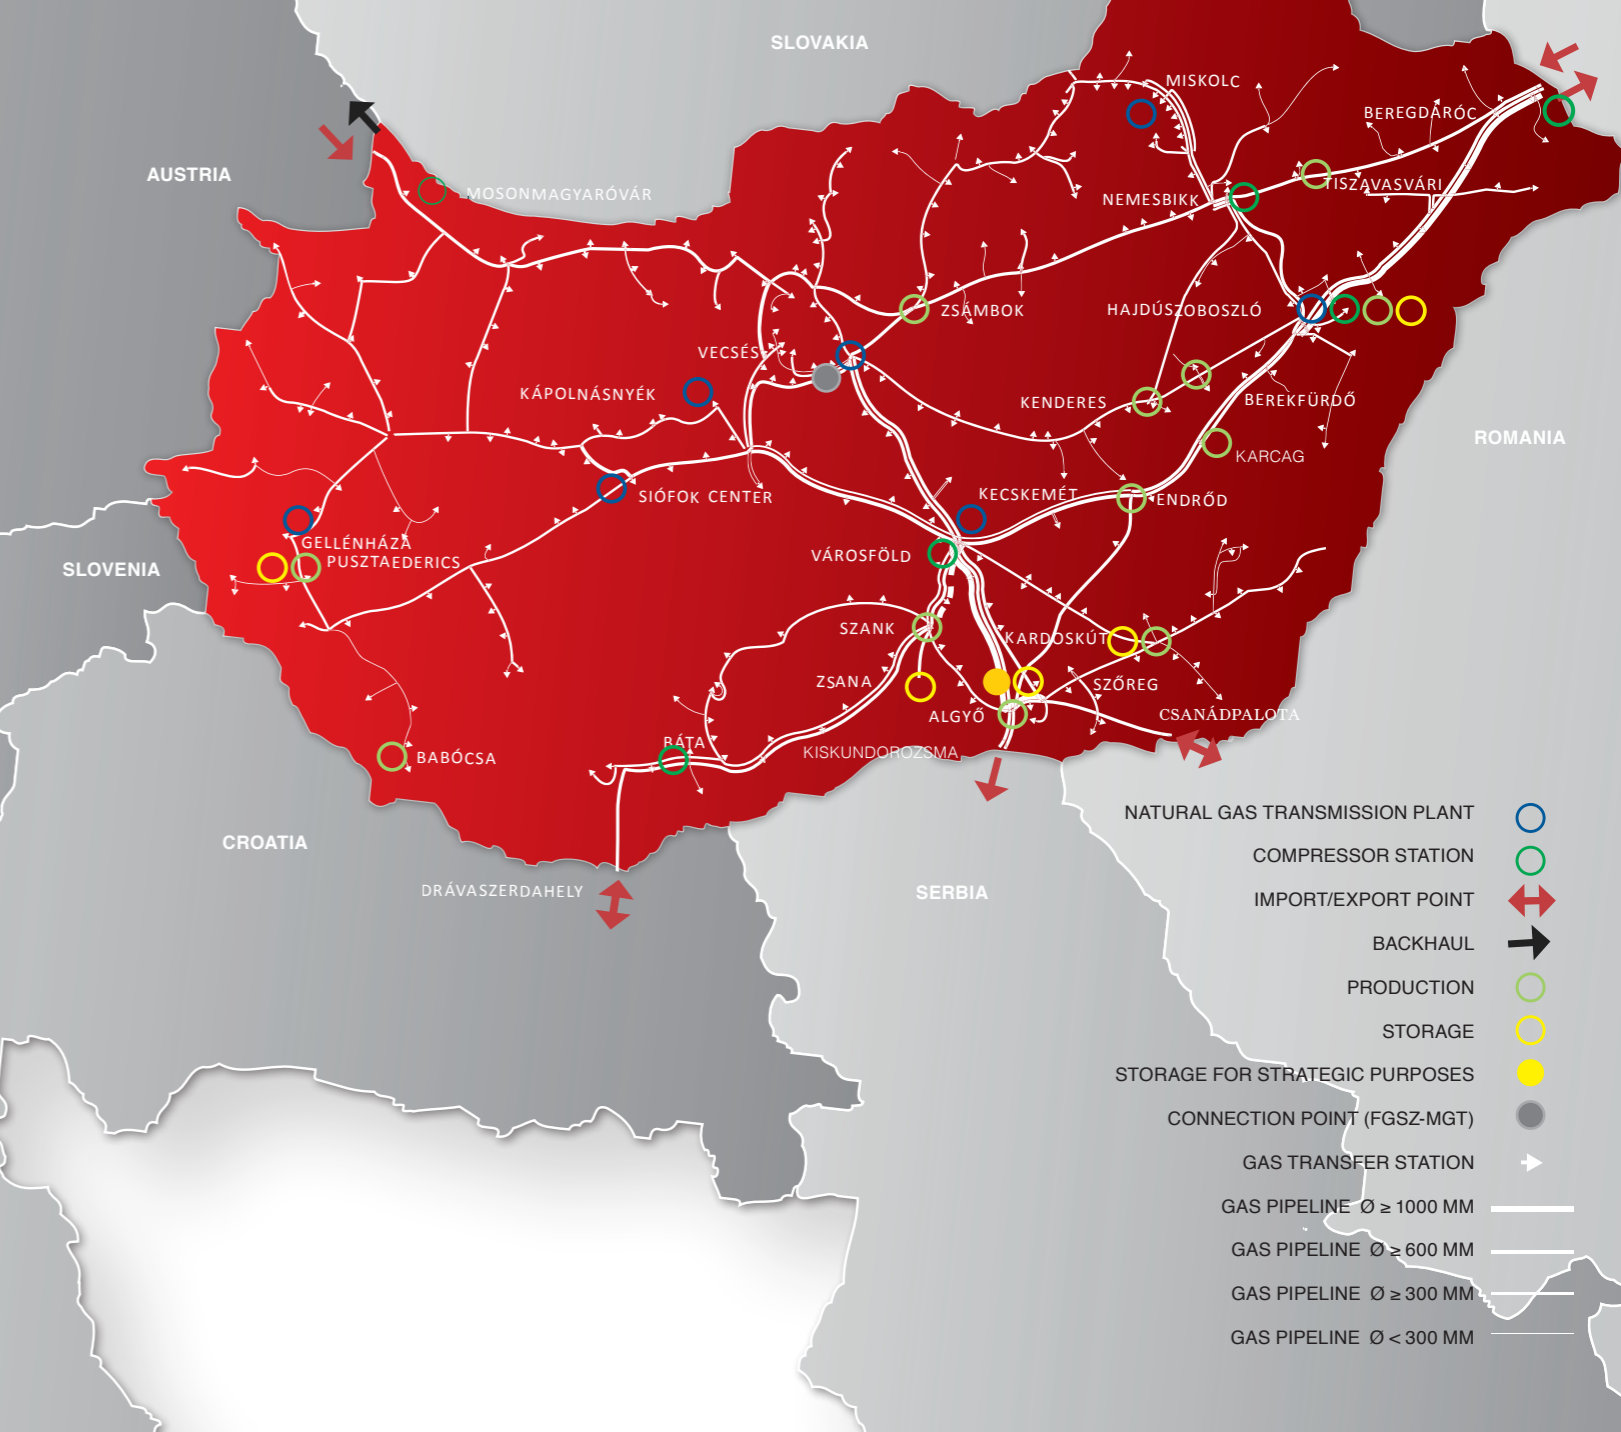 SLOVAKIA
MISKOLC
BEREGDÁRÓC
AUSTRIA
MOSONMAGYARÓVÁR
TISZAVASVÁRI
NEMESBIKK
ZSÁMBOK
HAJDÚSZOBOSZLÓ
VECSÉS
KÁPOLNÁSNYÉK
KENDERES
BEREKFÜRDŐ
ROMANIA
KARCAG
SIÓFOK CENTER
KECSKEMÉT
ENDRŐD
GELLÉNHÁZA
PUSZTAEDERICS
VÁROSFÖLD
SLOVENIA
SZANK
KARDOSKÚT
ZSANA
SZŐREG
ALGYŐ
CSANÁDPALOTA
BÁTA
KISKUNDOROZSMA
BABÓCSA
CROATIA
DRÁVASZERDAHELY
SERBIA
NATURAL GAS TRANSMISSION PLANT
COMPRESSOR STATION
IMPORT/EXPORT POINT
BACKHAUL
PRODUCTION
STORAGE
STORAGE FOR STRATEGIC PURPOSES
CONNECTION POINT (FGSZ-MGT)
GAS TRANSFER STATION
GAS PIPELINE Ø ≥ 1000 MM
GAS PIPELINE Ø ≥ 600 MM
GAS PIPELINE Ø ≥ 300 MM
GAS PIPELINE Ø < 300 MM